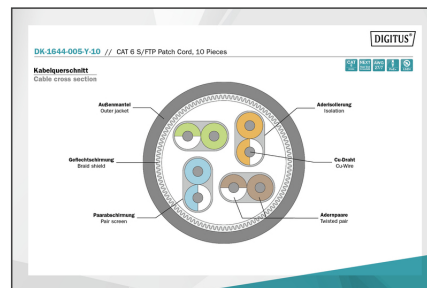 DIGITUS®
DK-1644-005-Y-10 // CAT 6 S/FTP Patch Cord, 10 Pieces
Kabelquerschnitt
Cable cross section
Außenmantel
Outer jacket
Aderisolierung
Isolation
Geflechtschirmung
Braid shield
Cu-Draht
Cu-Wire
Paarabschirmung
Pair screen
Adernpaare
Twisted pair